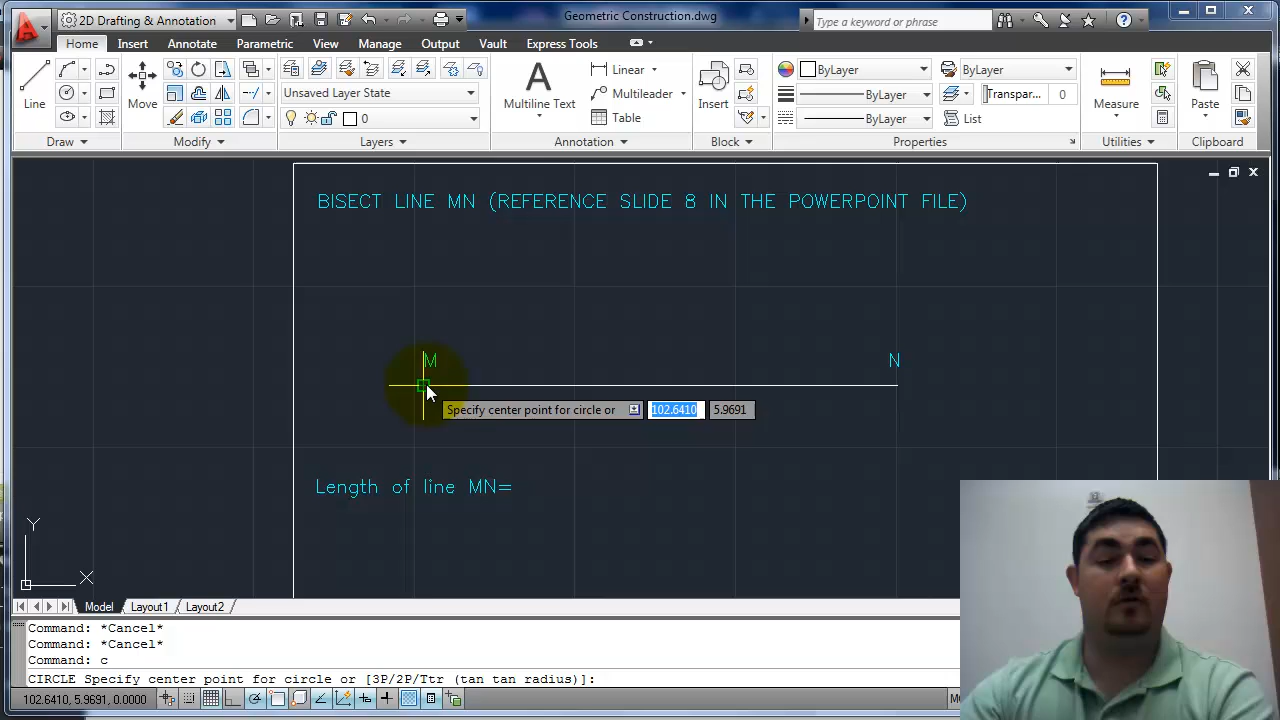 2D Drafting & Annotation
Geometric Construction.dwg
Type a keyword or phrase
Home Insert Annotate Parametric View Manage Output Vault Express Tools
Line
Move
Unsaved Layer State
0
A
Multiline Text
Linear
Multileader
Table
Insert
ByLayer
ByLayer
ByLayer
ByLayer
Transpar... 0
List
Measure
Paste
Draw Modify Layers Annotation Block Properties Utilities Clipboard
BISECT LINE MN (REFERENCE SLIDE 8 IN THE POWERPOINT FILE)
M N
Specify center point for circle or 102.6410 5.9691
Length of line MN=
Y
X
Model Layout1 Layout2
Command: *Cancel*
Command: *Cancel*
Command: c
CIRCLE Specify center point for circle or [3P/2P/Ttr (tan tan radius)]:
102.6410, 5.9691, 0.0000